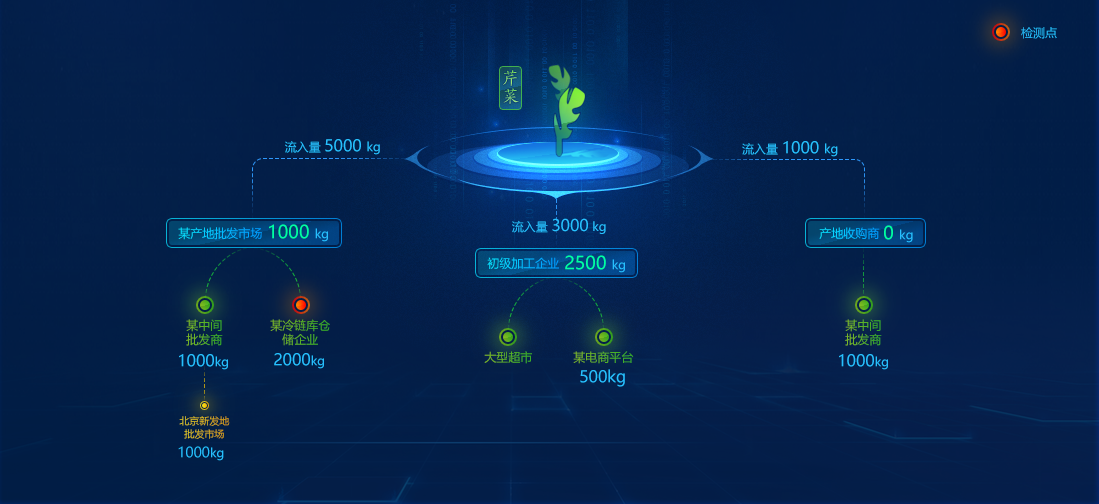 检测点
芹
菜
流入量 5000 kg
流入量 1000 kg
流入量 3000 kg
某产地批发市场 1000 kg
产地收购商 0 kg
初级加工企业 2500 kg
某中间
批发商
1000kg
某冷链库仓
储企业
2000kg
某中间
批发商
1000kg
大型超市
某电商平台
500kg
北京新发地
批发市场
1000kg